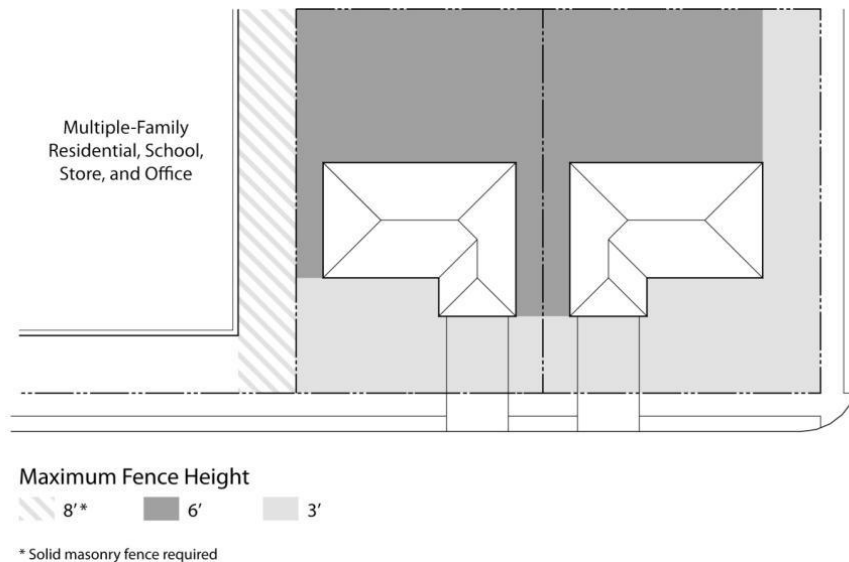 Multiple-Family
Residential, School,
Store, and Office
Maximum Fence Height
8’* 6’ 3’
* Solid masonry fence required